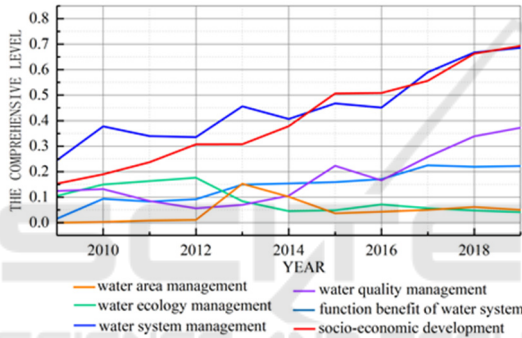 0.8
0.7
0.6
0.5
0.4
0.3
0.2
0.1
0.0
THE COMPREHENSIVE LEVEL
2010 2012 2014 2016 2018
YEAR
water area management
water quality management
water ecology management
function benefit of water system
water system management
socio-economic development